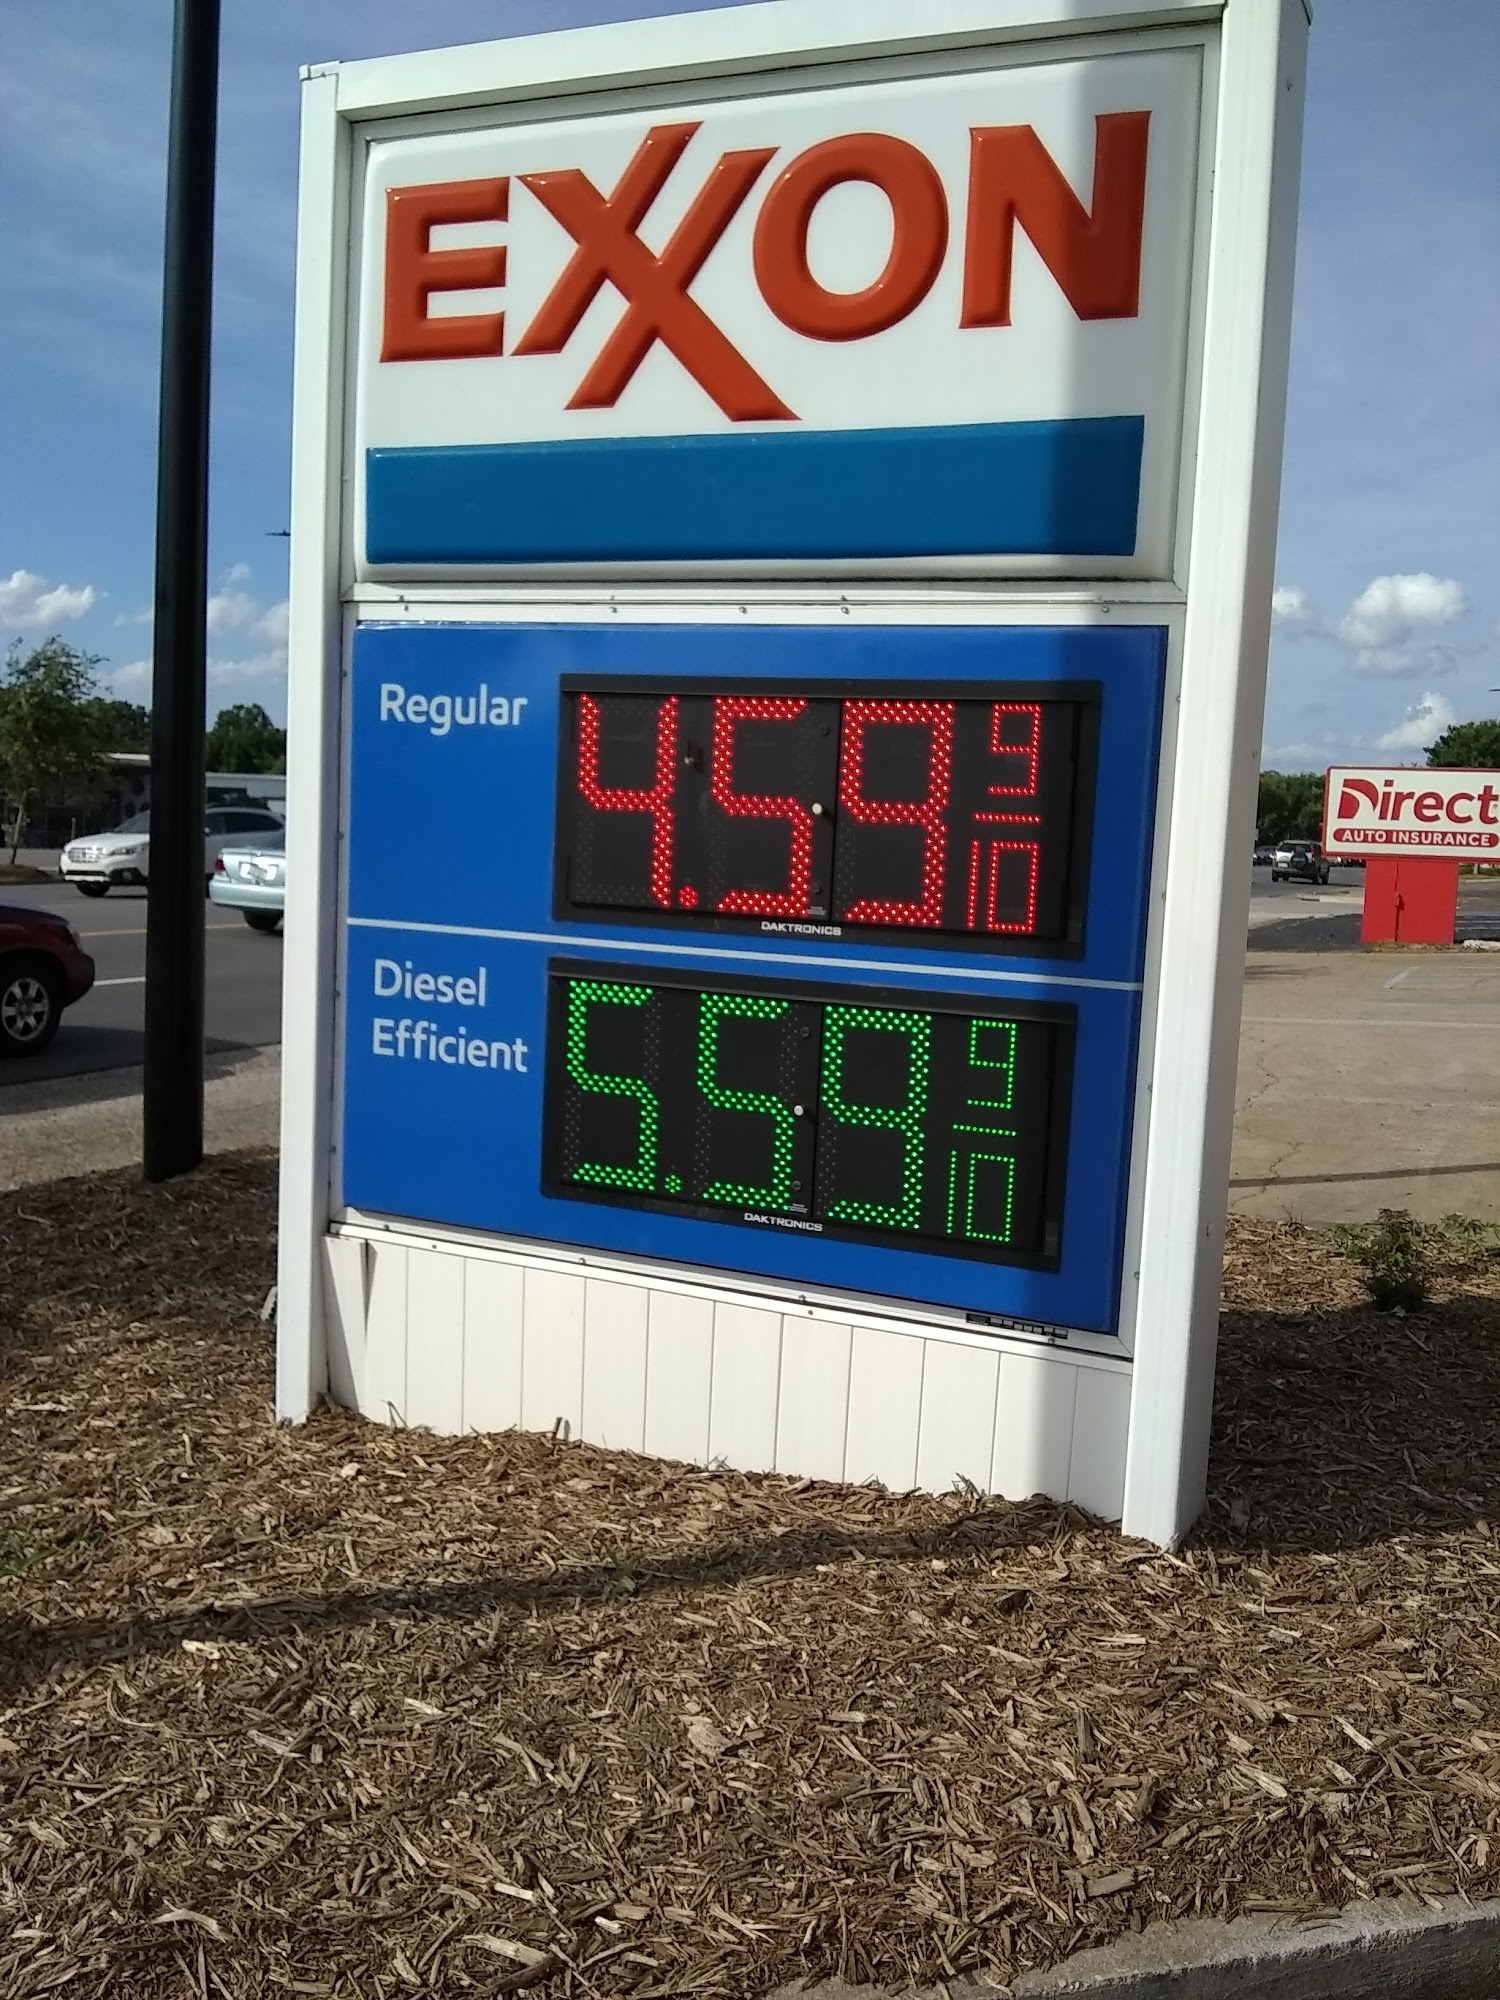 EXXON
Regular
4.59 9/10
DAKTRONICS
Diesel
Efficient
5.59 9/10
DAKTRONICS
Direct
AUTO INSURANCE